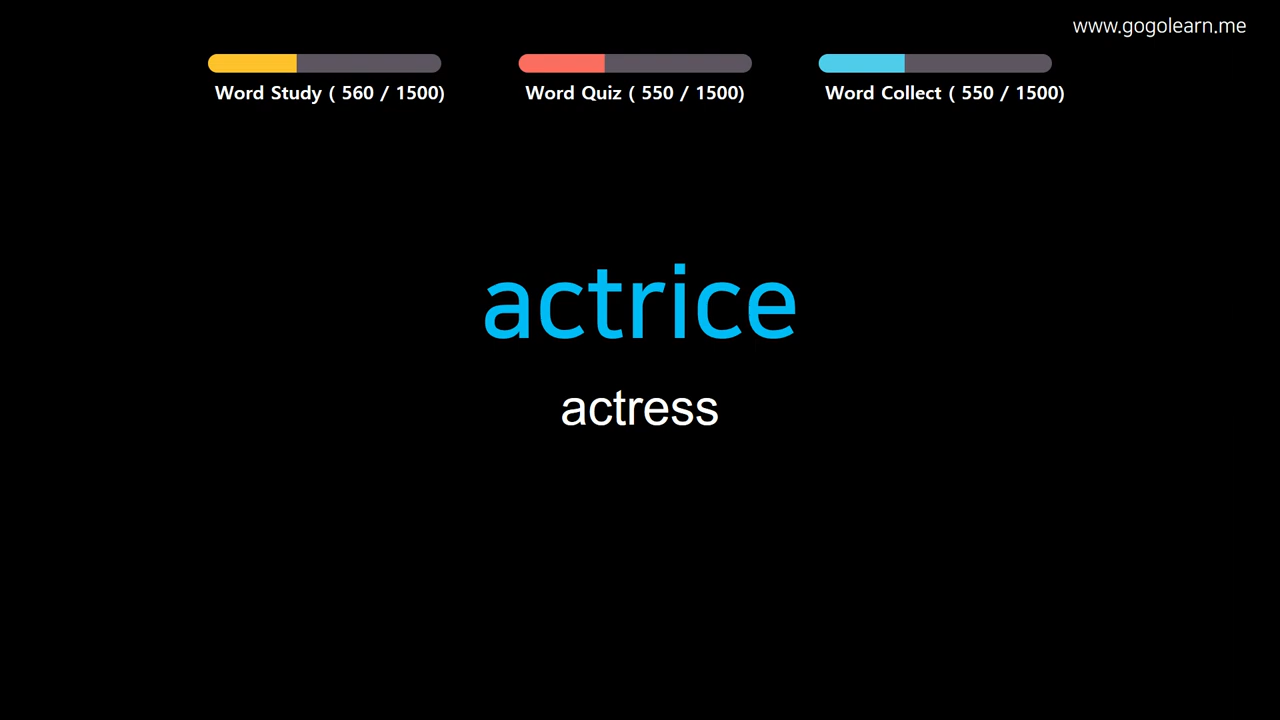 www.gogolearn.me
Word Study ( 560 / 1500)
Word Quiz ( 550 / 1500)
Word Collect ( 550 / 1500)
actrice
actress